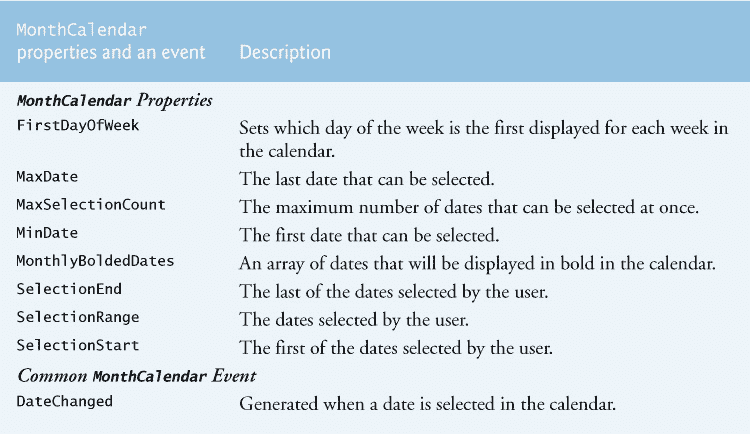 MonthCalendar
properties and an event Description
MonthCalendar Properties
FirstDayOfWeek Sets which day of the week is the first displayed for each week in
the calendar.
MaxDate The last date that can be selected.
MaxSelectionCount The maximum number of dates that can be selected at once.
MinDate The first date that can be selected.
MonthlyBoldedDates An array of dates that will be displayed in bold in the calendar.
SelectionEnd The last of the dates selected by the user.
SelectionRange The dates selected by the user.
SelectionStart The first of the dates selected by the user.
Common MonthCalendar Event
DateChanged Generated when a date is selected in the calendar.